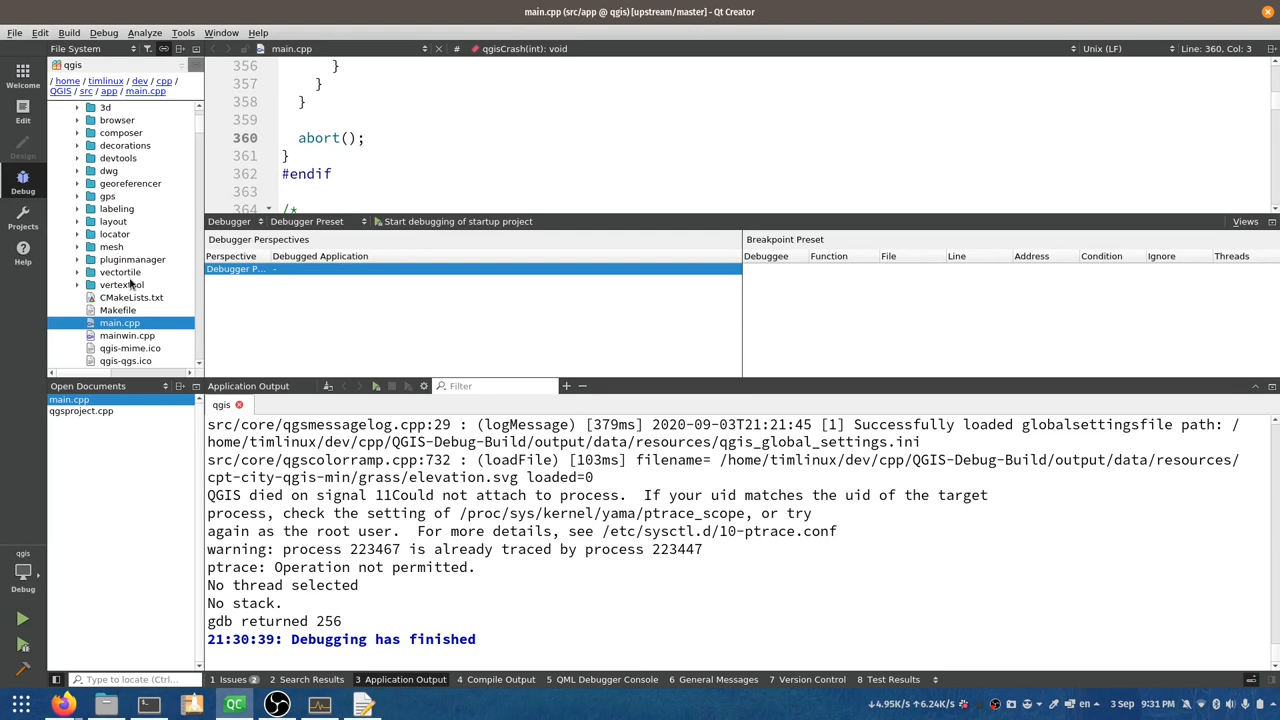 main.cpp (src/app @ qgis) [upstream/master] - Qt Creator
File Edit Build Debug Analyze Tools Window Help
File System
main.cpp
#
qgisCrash(int): void
Unix (LF)
Line: 360, Col: 3
Welcome
Edit
Design
Debug
Projects
Help
qgis
/ home / timlinux / dev / cpp /
QGIS / src / app / main.cpp
3d
browser
composer
decorations
devtools
dwg
georeferencer
gps
labeling
layout
locator
mesh
pluginmanager
vectortile
CMakeLists.txt
Makefile
main.cpp
mainwin.cpp
qgis-mime.ico
qgis-qgs.ico
356 }
357 }
358 }
359
360 abort();
361 }
362 #endif
363
364 /*
Debugger
Debugger Preset
Start debugging of startup project
Views
Debugger Perspectives
Perspective Debugged Application
Debugger P... -
Breakpoint Preset
Debuggee Function File Line Address Condition Ignore Threads
Open Documents
main.cpp
qgsproject.cpp
Application Output
Filter
qgis
src/core/qgsmessagelog.cpp:29 : (logMessage) [379ms] 2020-09-03T21:21:45 [1] Successfully loaded globalsettingsfile path: /
home/timlinux/dev/cpp/QGIS-Debug-Build/output/data/resources/qgis_global_settings.ini
src/core/qgscolorramp.cpp:732 : (loadFile) [103ms] filename= /home/timlinux/dev/cpp/QGIS-Debug-Build/output/data/resources/
cpt-city-qgis-min/grass/elevation.svg loaded=0
QGIS died on signal 11Could not attach to process. If your uid matches the uid of the target
process, check the setting of /proc/sys/kernel/yama/ptrace_scope, or try
again as the root user. For more details, see /etc/sysctl.d/10-ptrace.conf
warning: process 223467 is already traced by process 223447
ptrace: Operation not permitted.
No thread selected
No stack.
gdb returned 256
21:30:39: Debugging has finished
qgis
Debug
Type to locate (Ctrl...
1 Issues 2
2 Search Results
3 Application Output
4 Compile Output
5 QML Debugger Console
6 General Messages
7 Version Control
8 Test Results
QC
↓4.95K/s ↑6.24K/s
en
3 Sep 9:31 PM